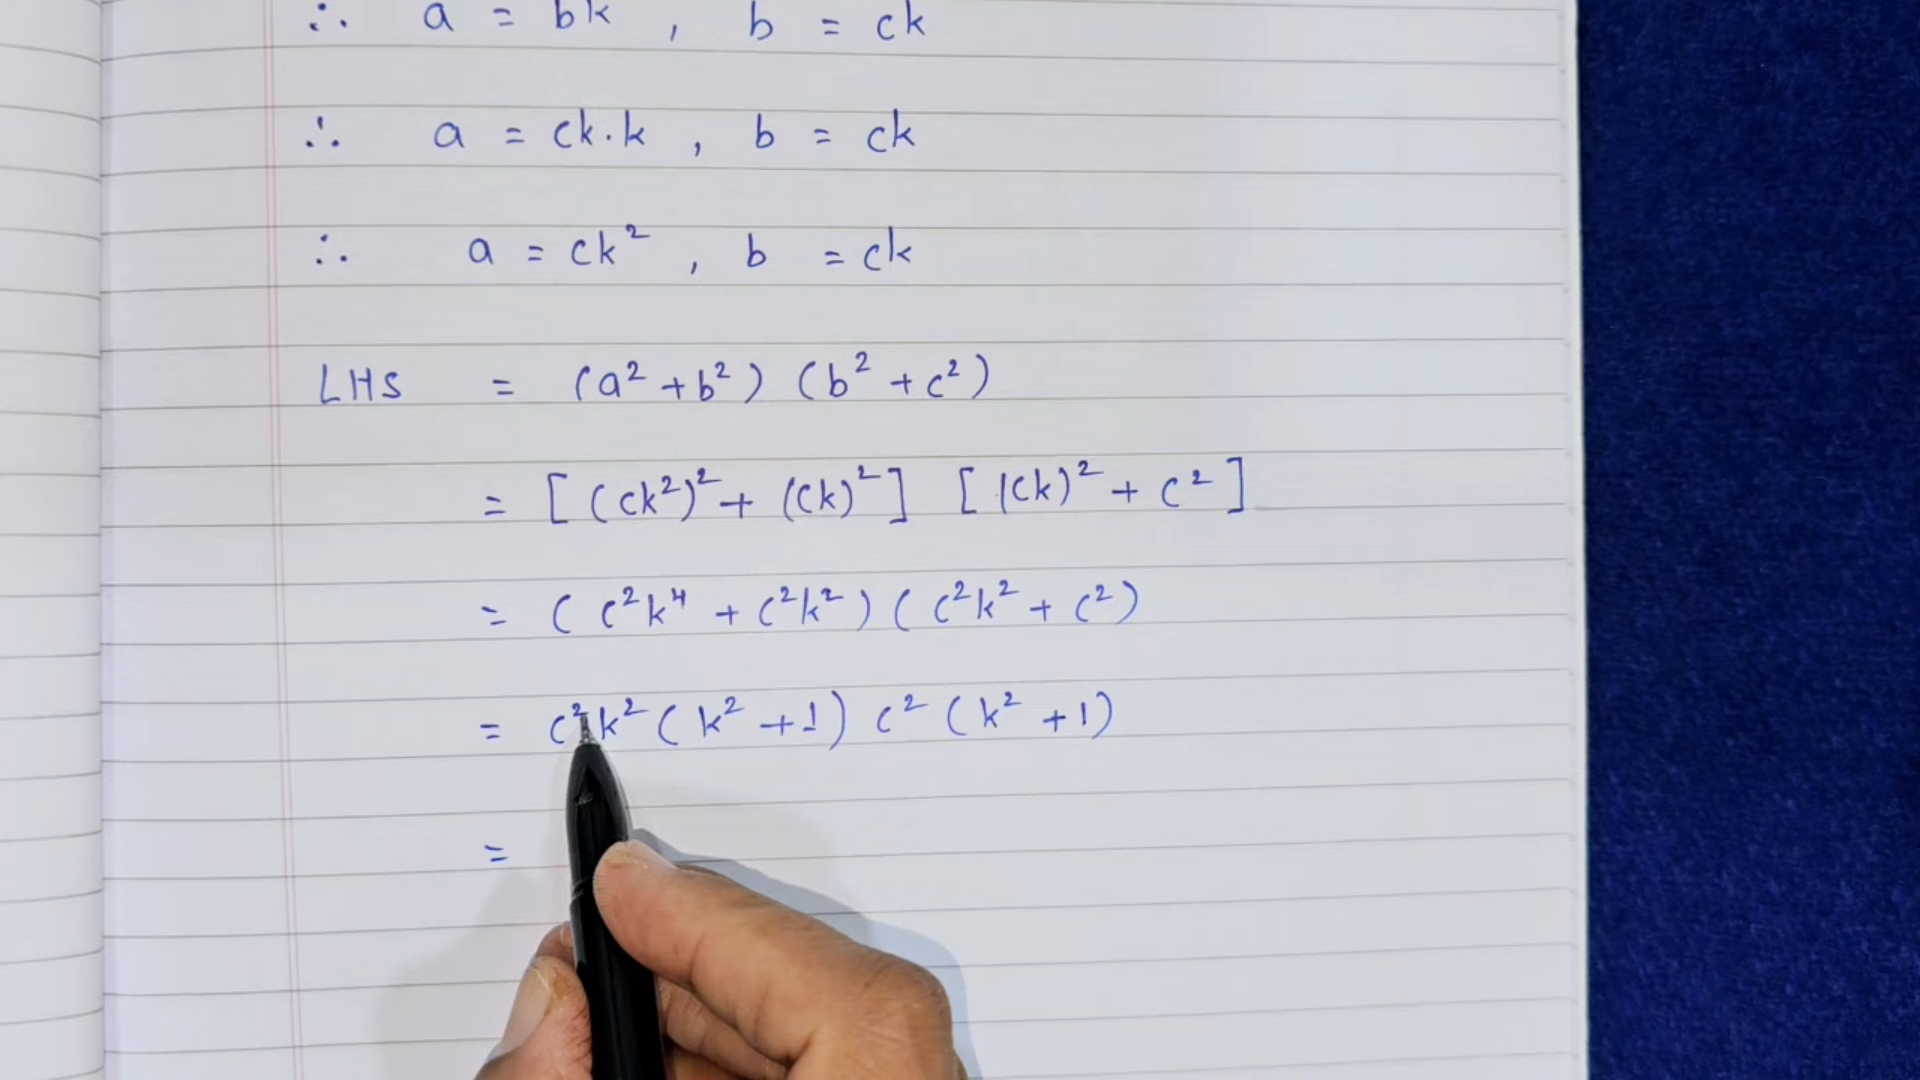 ∴ a = bk , b = ck
∴ a = ck.k , b = ck
∴ a = ck² , b = ck
LHS = (a² + b²) (b² + c²)
= [ (ck²)² + (ck)² ] [ (ck)² + c² ]
= ( c²k⁴ + c²k² ) ( c²k² + c² )
= c²k² ( k² + 1 ) c² ( k² + 1 )
=